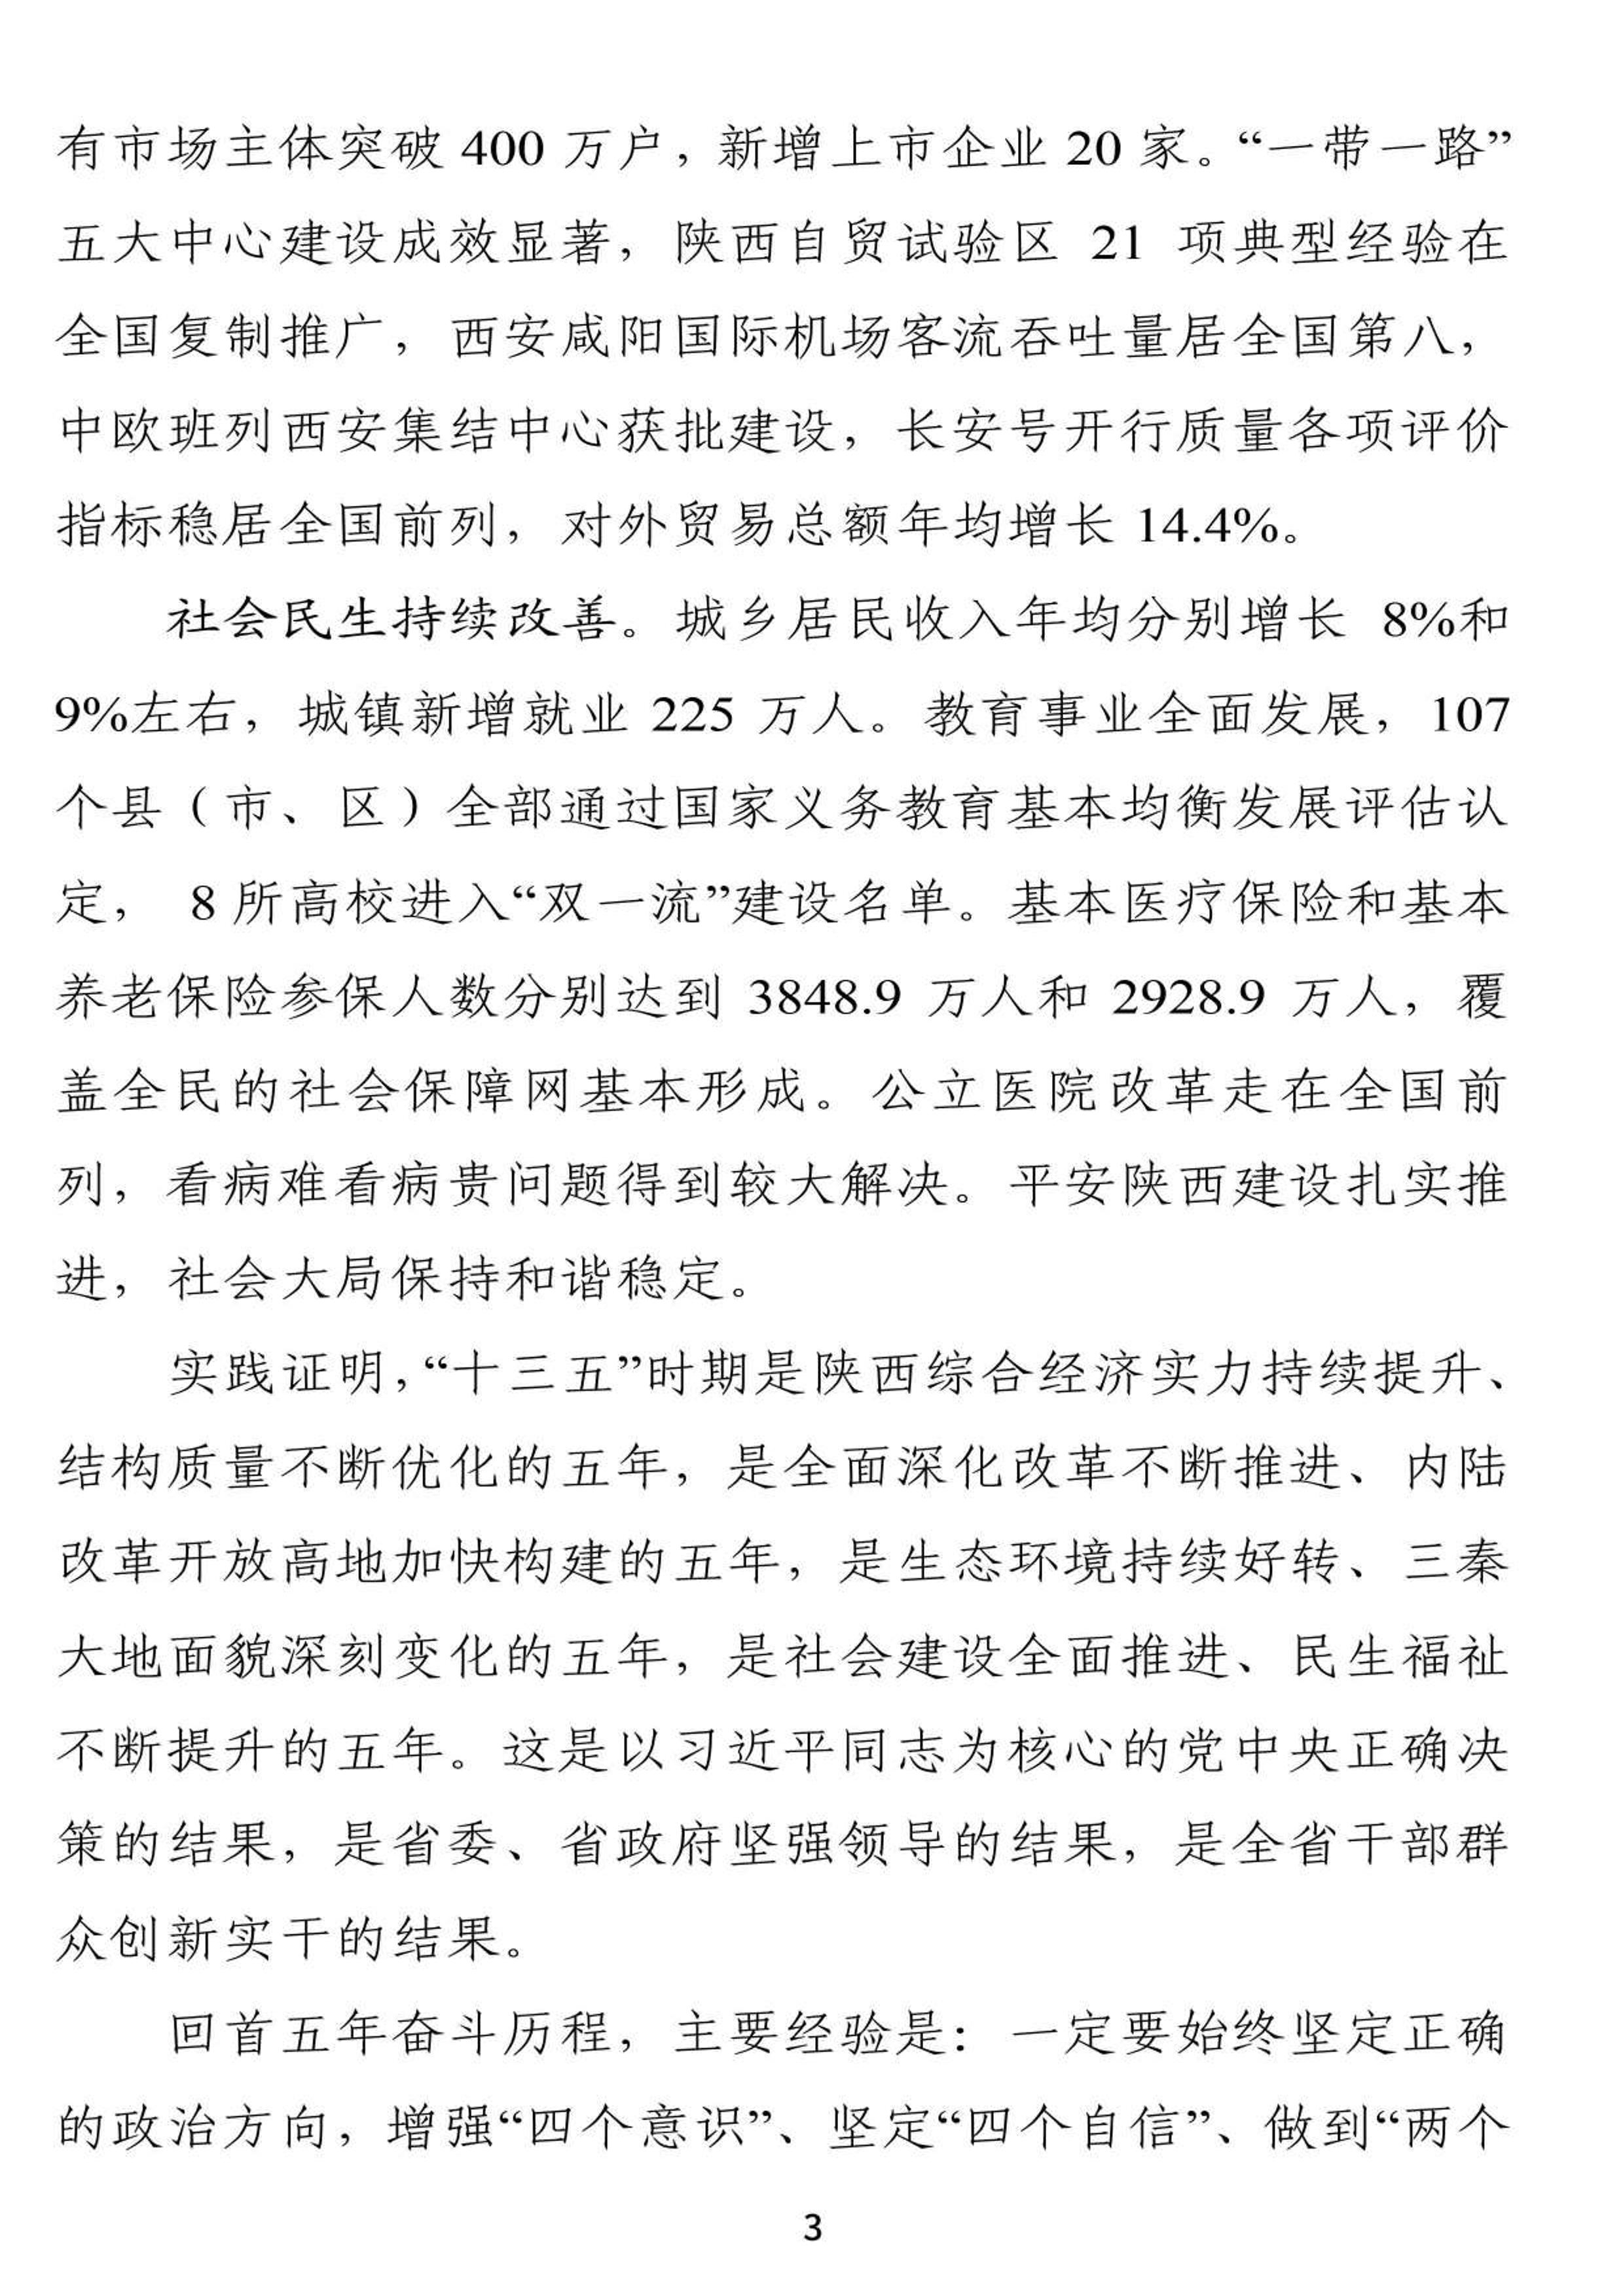 有市场主体突破 400 万户，新增上市企业 20 家。“一带一路”
五大中心建设成效显著，陕西自贸试验区 21 项典型经验在
全国复制推广，西安咸阳国际机场客流吞吐量居全国第八，
中欧班列西安集结中心获批建设，长安号开行质量各项评价
指标稳居全国前列，对外贸易总额年均增长 14.4%。
社会民生持续改善。城乡居民收入年均分别增长 8%和
9%左右，城镇新增就业 225 万人。教育事业全面发展，107
个县（市、区）全部通过国家义务教育基本均衡发展评估认
定， 8 所高校进入“双一流”建设名单。基本医疗保险和基本
养老保险参保人数分别达到 3848.9 万人和 2928.9 万人，覆
盖全民的社会保障网基本形成。公立医院改革走在全国前
列，看病难看病贵问题得到较大解决。平安陕西建设扎实推
进，社会大局保持和谐稳定。
实践证明，“十三五”时期是陕西综合经济实力持续提升、
结构质量不断优化的五年，是全面深化改革不断推进、内陆
改革开放高地加快构建的五年，是生态环境持续好转、三秦
大地面貌深刻变化的五年，是社会建设全面推进、民生福祉
不断提升的五年。这是以习近平同志为核心的党中央正确决
策的结果，是省委、省政府坚强领导的结果，是全省干部群
众创新实干的结果。
回首五年奋斗历程，主要经验是：一定要始终坚定正确
的政治方向，增强“四个意识”、坚定“四个自信”、做到“两个
3